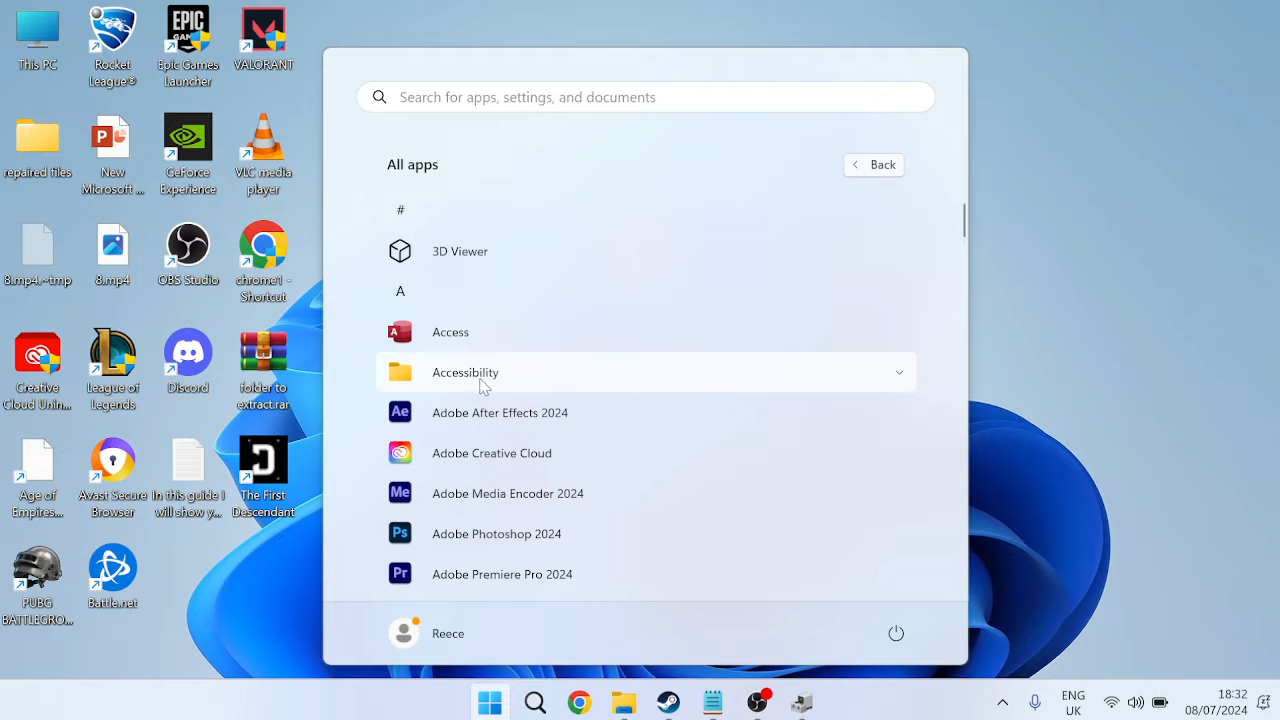 This PC
Rocket
League®
Epic Games
Launcher
VALORANT
repaired files
New
Microsoft ...
GeForce
Experience
VLC media
player
8.mp4.~tmp
8.mp4
OBS Studio
chrome1 -
Shortcut
Creative
Cloud Unin...
League of
Legends
Discord
folder to
extract.rar
Age of
Empires...
Avast Secure
Browser
In this guide I
will show y...
The First
Descendant
PUBG
BATTLEGRO...
Battle.net
Search for apps, settings, and documents
All apps
Back
#
3D Viewer
A
Access
Accessibility
Adobe After Effects 2024
Adobe Creative Cloud
Adobe Media Encoder 2024
Adobe Photoshop 2024
Adobe Premiere Pro 2024
Reece
ENG
UK
18:32
08/07/2024